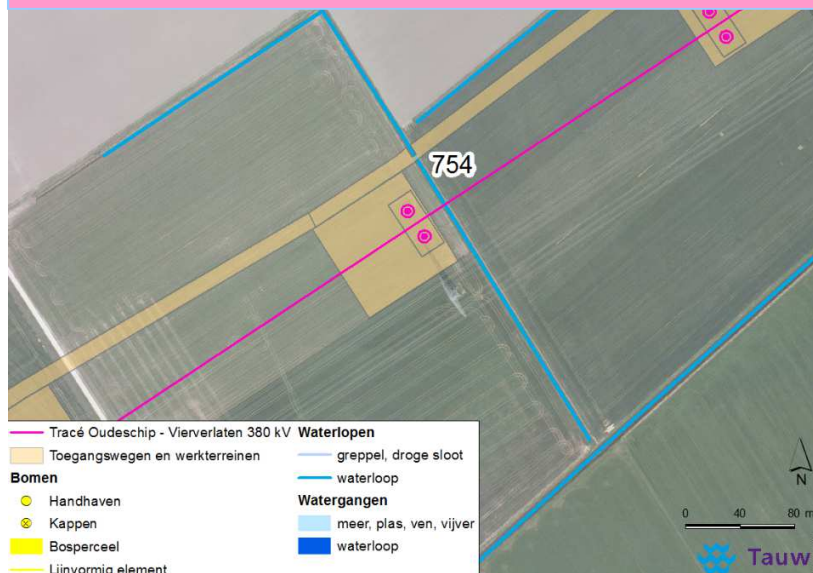 754
Tracé Oudeschip - Vierverlaten 380 kV
Toegangswegen en werkterreinen
Bomen
Handhaven
Kappen
Bosperceel
Lijnvormig element
Waterlopen
greppel, droge sloot
waterloop
Watergangen
meer, plas, ven, vijver
waterloop
N
0 40 80 m
Tauw